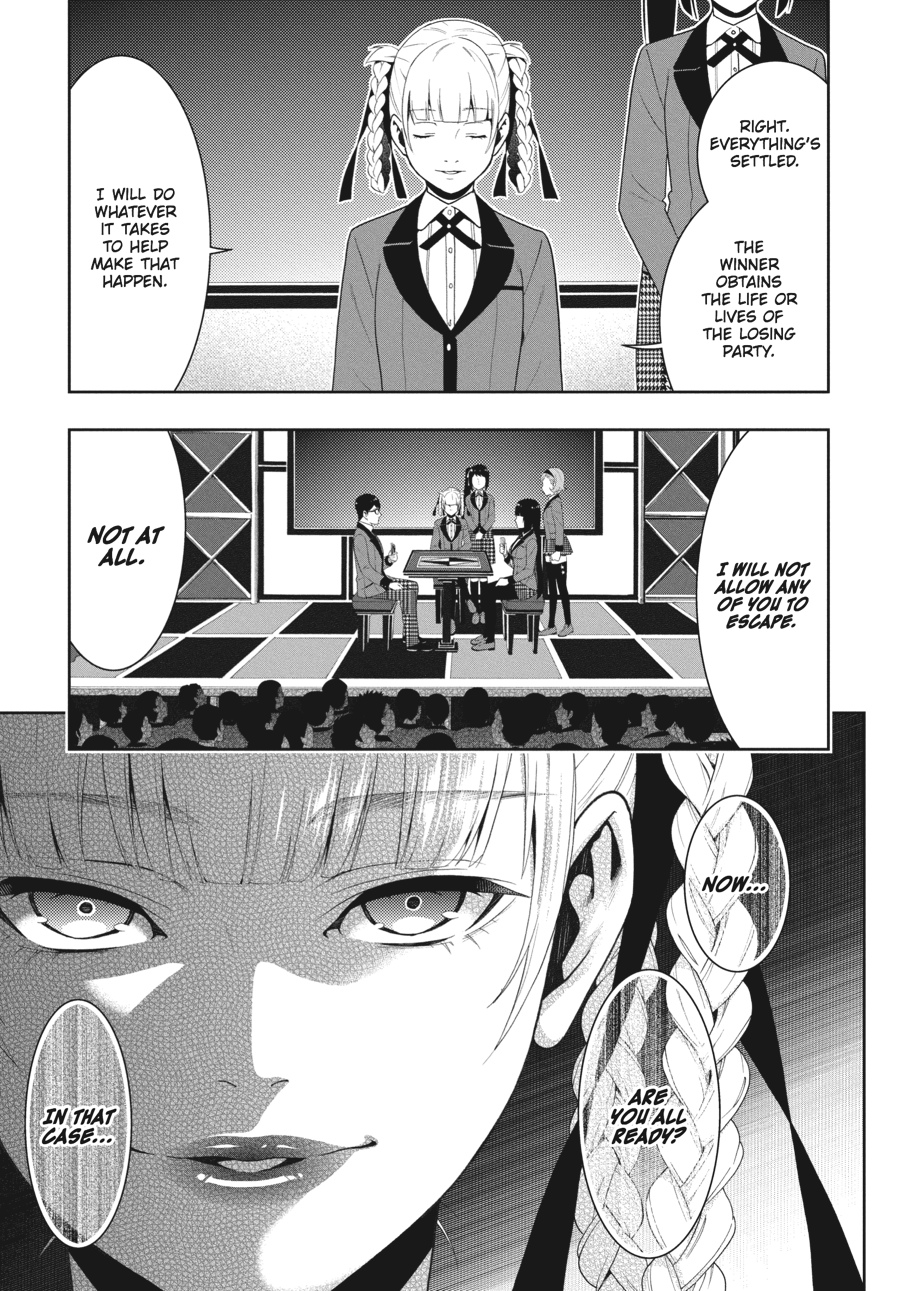 RIGHT.
EVERYTHING'S
SETTLED.
THE
WINNER
OBTAINS
THE LIFE OR
LIVES OF
THE LOSING
PARTY.
I WILL DO
WHATEVER
IT TAKES
TO HELP
MAKE THAT
HAPPEN.
I WILL NOT
ALLOW ANY
OF YOU TO
ESCAPE.
NOT AT
ALL.
NOW...
ARE
YOU ALL
READY?
IN THAT
CASE...